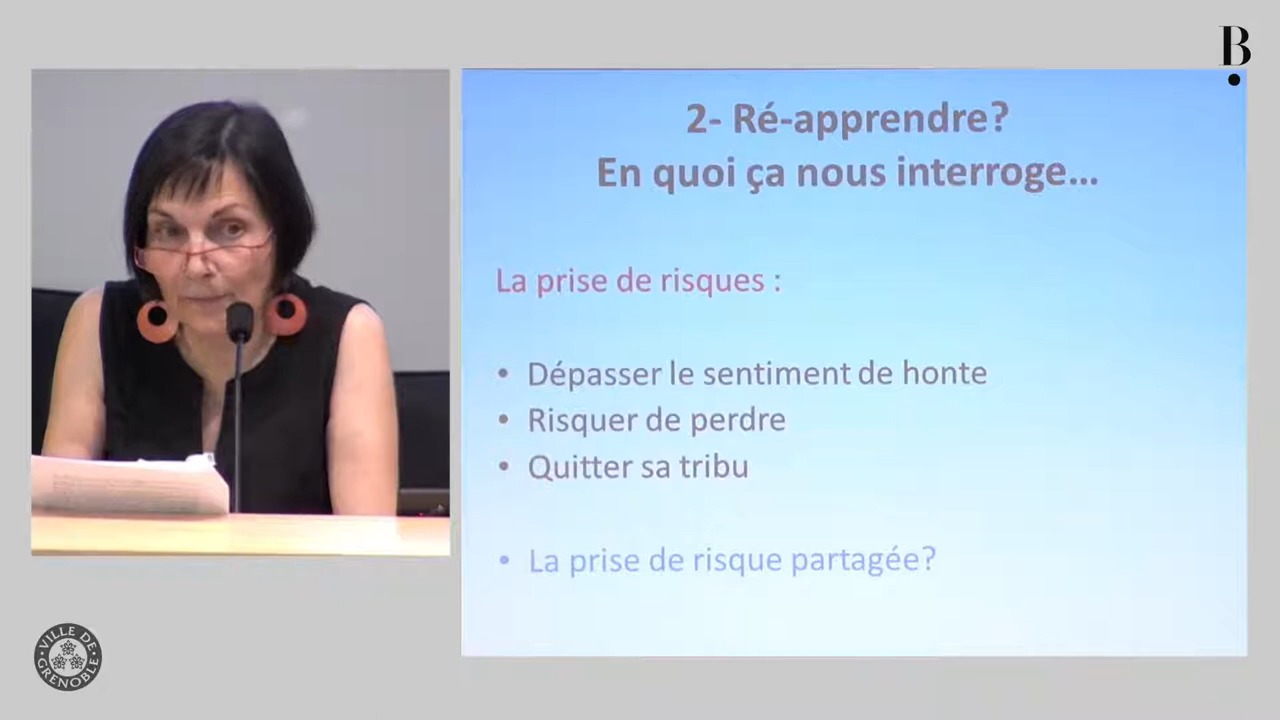 B
2- Ré-apprendre?
En quoi ça nous interroge...
La prise de risques :
• Dépasser le sentiment de honte
• Risquer de perdre
• Quitter sa tribu
• La prise de risque partagée?
VILLE DE GRENOBLE